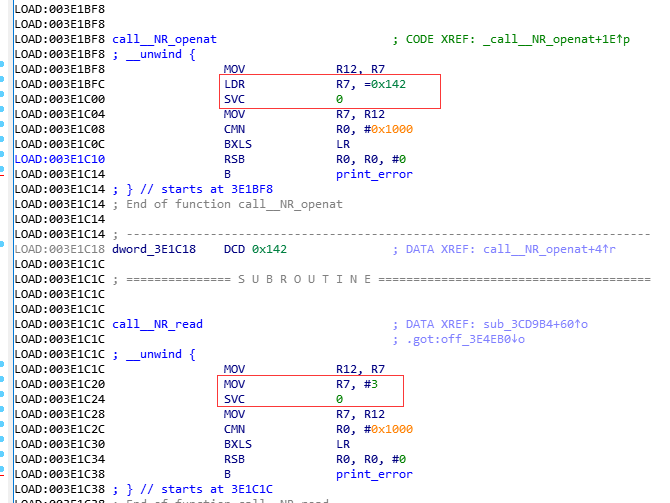 LOAD:003E1BF8
LOAD:003E1BF8
LOAD:003E1BF8 call__NR_openat ; CODE XREF: _call__NR_openat+1E↑p
LOAD:003E1BF8 ; __unwind {
LOAD:003E1BF8 MOV R12, R7
LOAD:003E1BFC LDR R7, =0x142
LOAD:003E1C00 SVC 0
LOAD:003E1C04 MOV R7, R12
LOAD:003E1C08 CMN R0, #0x1000
LOAD:003E1C0C BXLS LR
LOAD:003E1C10 RSB R0, R0, #0
LOAD:003E1C14 B print_error
LOAD:003E1C14 ; } // starts at 3E1BF8
LOAD:003E1C14 ; End of function call__NR_openat
LOAD:003E1C14
LOAD:003E1C14 ; ---------------------------------------------------------------------------
LOAD:003E1C18 dword_3E1C18 DCD 0x142 ; DATA XREF: call__NR_openat+4↑r
LOAD:003E1C1C
LOAD:003E1C1C ; =============== S U B R O U T I N E =======================================
LOAD:003E1C1C
LOAD:003E1C1C
LOAD:003E1C1C call__NR_read ; DATA XREF: sub_3CD9B4+60↑o
LOAD:003E1C1C ; .got:off_3E4EB0↓o
LOAD:003E1C1C ; __unwind {
LOAD:003E1C1C MOV R12, R7
LOAD:003E1C20 MOV R7, #3
LOAD:003E1C24 SVC 0
LOAD:003E1C28 MOV R7, R12
LOAD:003E1C2C CMN R0, #0x1000
LOAD:003E1C30 BXLS LR
LOAD:003E1C34 RSB R0, R0, #0
LOAD:003E1C38 B print_error
LOAD:003E1C38 ; } // starts at 3E1C1C
LOAD:003E1C38 ; End of function call__NR_read